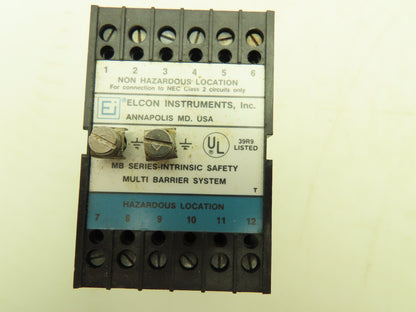 1 2 3 4 5 6
NON HAZARDOUS LOCATION
For connection to NEC Class 2 circuits only
EI ELCON INSTRUMENTS, Inc.
ANNAPOLIS MD. USA
UL 39R9
LISTED
MB SERIES-INTRINSIC SAFETY
MULTI BARRIER SYSTEM
T
HAZARDOUS LOCATION
7 8 9 10 11 12